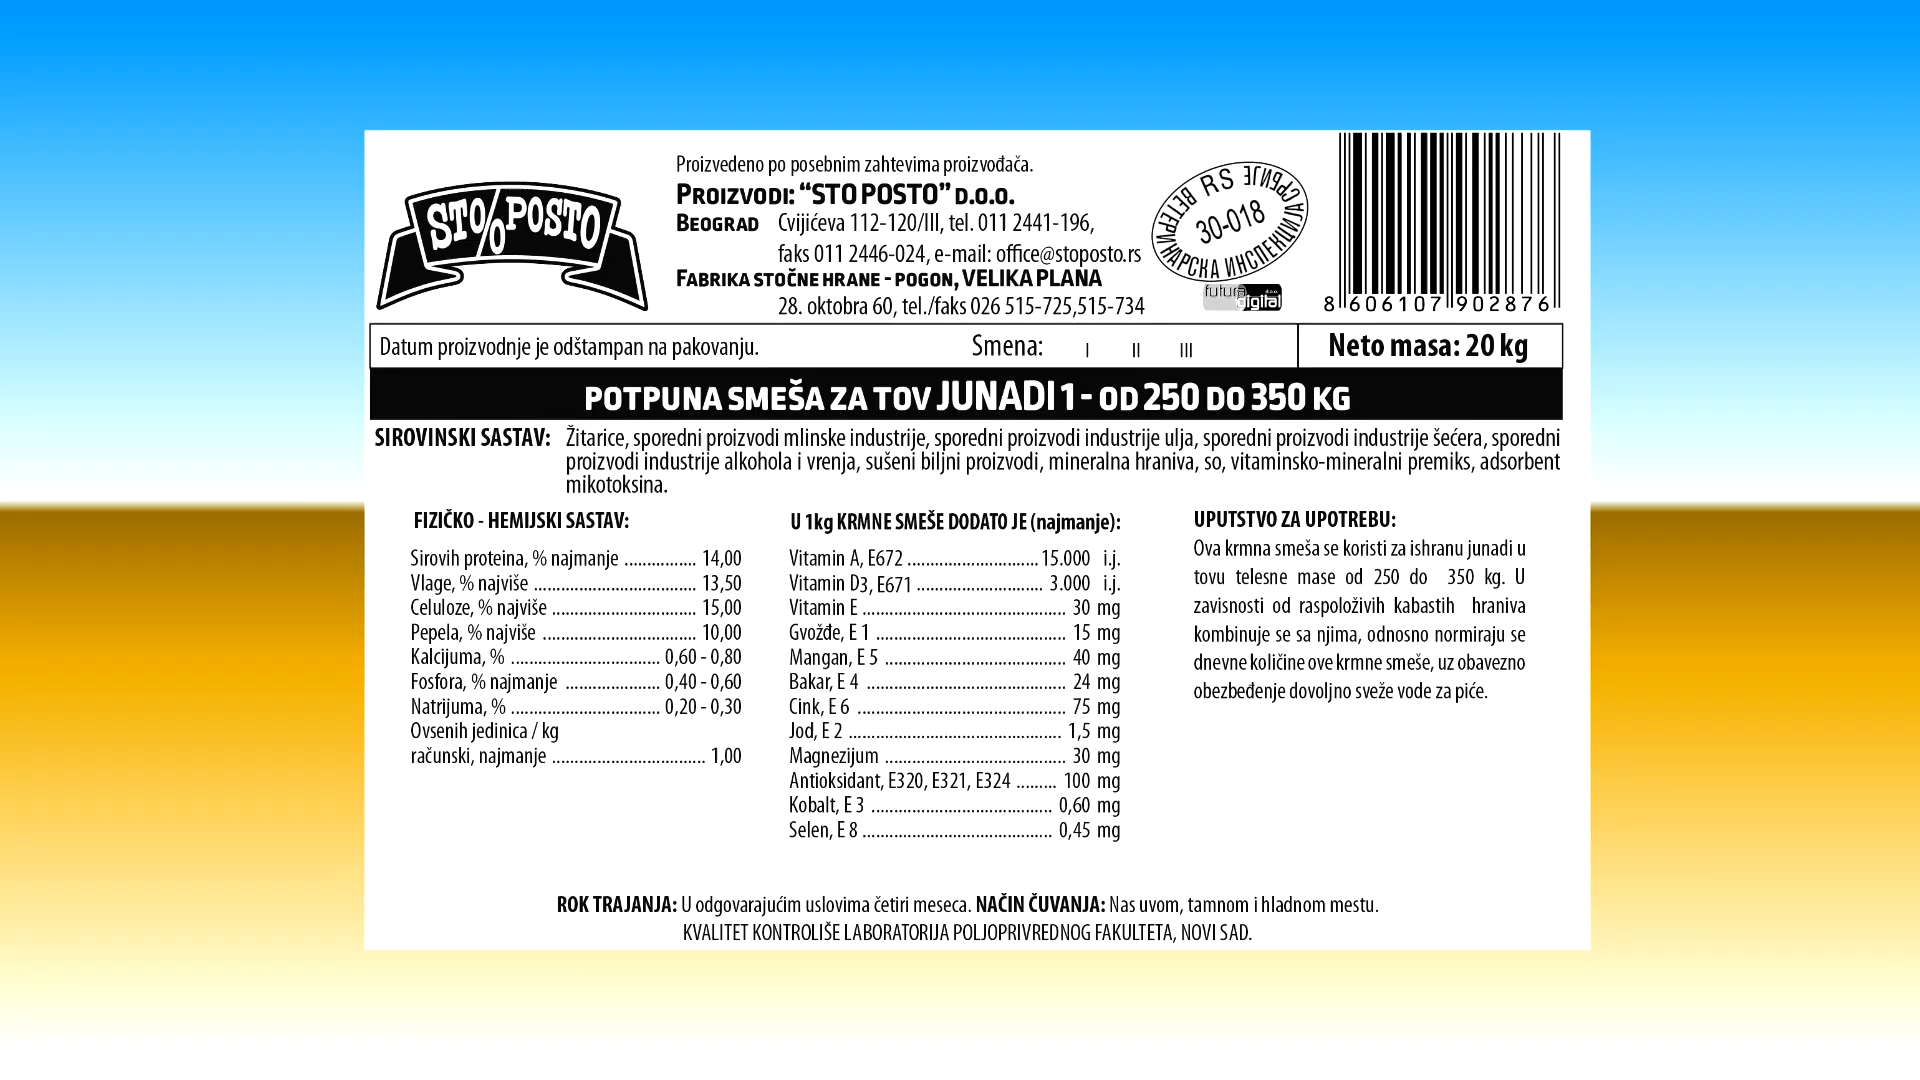 STO % POSTO
Proizvedeno po posebnim zahtevima proizvođača.
PROIZVODI: “STO POSTO” D.O.O.
BEOGRAD Cvijićeva 112-120/III, tel. 011 2441-196,
faks 011 2446-024, e-mail: office@stoposto.rs
FABRIKA STOČNE HRANE - POGON, VELIKA PLANA
28. oktobra 60, tel./faks 026 515-725,515-734
ВЕТЕРИНАРСКА ИНСПЕКЦИЈА СРБИЈЕ
RS
30-018
futura d.o.o.
digital
8 606107 902876
Datum proizvodnje je odštampan na pakovanju. Smena: I II III Neto masa: 20 kg
POTPUNA SMEŠA ZA TOV JUNADI 1 - OD 250 DO 350 KG
SIROVINSKI SASTAV: Žitarice, sporedni proizvodi mlinske industrije, sporedni proizvodi industrije ulja, sporedni proizvodi industrije šećera, sporedni
proizvodi industrije alkohola i vrenja, sušeni biljni proizvodi, mineralna hraniva, so, vitaminsko-mineralni premiks, adsorbent
mikotoksina.
FIZIČKO - HEMIJSKI SASTAV:
Sirovih proteina, % najmanje ................ 14,00
Vlage, % najviše .................................... 13,50
Celuloze, % najviše ................................ 15,00
Pepela, % najviše .................................. 10,00
Kalcijuma, % ................................. 0,60 - 0,80
Fosfora, % najmanje ..................... 0,40 - 0,60
Natrijuma, % ................................. 0,20 - 0,30
Ovsenih jedinica / kg
računski, najmanje .................................. 1,00
U 1kg KRMNE SMEŠE DODATO JE (najmanje):
Vitamin A, E672 ............................. 15.000 i.j.
Vitamin D3, E671 ............................ 3.000 i.j.
Vitamin E ............................................. 30 mg
Gvožđe, E 1 .......................................... 15 mg
Mangan, E 5 ........................................ 40 mg
Bakar, E 4 ............................................ 24 mg
Cink, E 6 .............................................. 75 mg
Jod, E 2 ............................................... 1,5 mg
Magnezijum ........................................ 30 mg
Antioksidant, E320, E321, E324 ......... 100 mg
Kobalt, E 3 ........................................ 0,60 mg
Selen, E 8 .......................................... 0,45 mg
UPUTSTVO ZA UPOTREBU:
Ova krmna smeša se koristi za ishranu junadi u
tovu telesne mase od 250 do 350 kg. U
zavisnosti od raspoloživih kabastih hraniva
kombinuje se sa njima, odnosno normiraju se
dnevne količine ove krmne smeše, uz obavezno
obezbeđenje dovoljno sveže vode za piće.
ROK TRAJANJA: U odgovarajućim uslovima četiri meseca. NAČIN ČUVANJA: Nas uvom, tamnom i hladnom mestu.
KVALITET KONTROLIŠE LABORATORIJA POLJOPRIVREDNOG FAKULTETA, NOVI SAD.